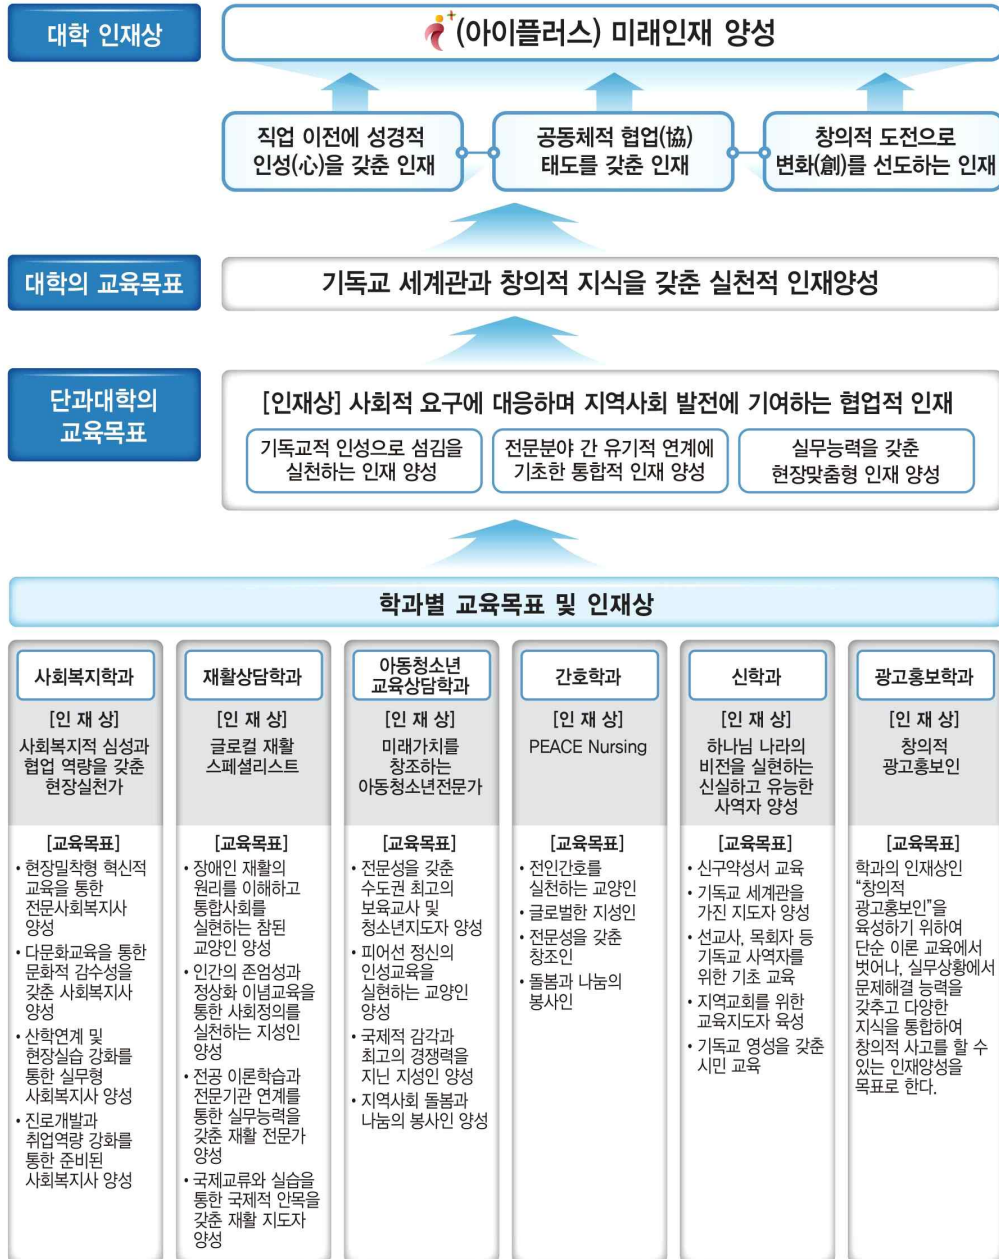 대학 인재상
(아이플러스) 미래인재 양성
직업 이전에 성경적
인성(心)을 갖춘 인재
공동체적 협업(協)
태도를 갖춘 인재
창의적 도전으로
변화(創)를 선도하는 인재
대학의 교육목표
기독교 세계관과 창의적 지식을 갖춘 실천적 인재양성
단과대학의
교육목표
[인재상] 사회적 요구에 대응하며 지역사회 발전에 기여하는 협업적 인재
기독교적 인성으로 섬김을
실천하는 인재 양성
전문분야 간 유기적 연계에
기초한 통합적 인재 양성
실무능력을 갖춘
현장맞춤형 인재 양성
학과별 교육목표 및 인재상
사회복지학과
[인 재 상]
사회복지적 심성과
협업 역량을 갖춘
현장실천가
[교육목표]
• 현장밀착형 혁신적
교육을 통한
전문사회복지사
양성
• 다문화교육을 통한
문화적 감수성을
갖춘 사회복지사
양성
• 산학연계 및
현장실습 강화를
통한 실무형
사회복지사 양성
• 진로개발과
취업역량 강화를
통한 준비된
사회복지사 양성
재활상담학과
[인 재 상]
글로컬 재활
스페셜리스트
[교육목표]
• 장애인 재활의
원리를 이해하고
통합사회를
실현하는 참된
교양인 양성
• 인간의 존엄성과
정상화 이념교육을
통한 사회정의를
실천하는 지성인
양성
• 전공 이론학습과
전문기관 연계를
통한 실무능력을
갖춘 재활 전문가
양성
• 국제교류와 실습을
통한 국제적 안목을
갖춘 재활 지도자
양성
아동청소년
교육상담학과
[인 재 상]
미래가치를
창조하는
아동청소년전문가
[교육목표]
• 전문성을 갖춘
수도권 최고의
보육교사 및
청소년지도자 양성
• 피어선 정신의
인성교육을
실현하는 교양인
양성
• 국제적 감각과
최고의 경쟁력을
지닌 지성인 양성
• 지역사회 돌봄과
나눔의 봉사인 양성
간호학과
[인 재 상]
PEACE Nursing
[교육목표]
• 전인간호를
실천하는 교양인
• 글로벌한 지성인
• 전문성을 갖춘
창조인
• 돌봄과 나눔의
봉사인
신학과
[인 재 상]
하나님 나라의
비전을 실현하는
신실하고 유능한
사역자 양성
[교육목표]
• 신구약성서 교육
• 기독교 세계관을
가진 지도자 양성
• 선교사, 목회자 등
기독교 사역자를
위한 기초 교육
• 지역교회를 위한
교육지도자 육성
• 기독교 영성을 갖춘
시민 교육
광고홍보학과
[인 재 상]
창의적
광고홍보인
[교육목표]
학과의 인재상인
“창의적
광고홍보인”을
육성하기 위하여
단순 이론 교육에서
벗어나, 실무상황에서
문제해결 능력을
갖추고 다양한
지식을 통합하여
창의적 사고를 할 수
있는 인재양성을
목표로 한다.